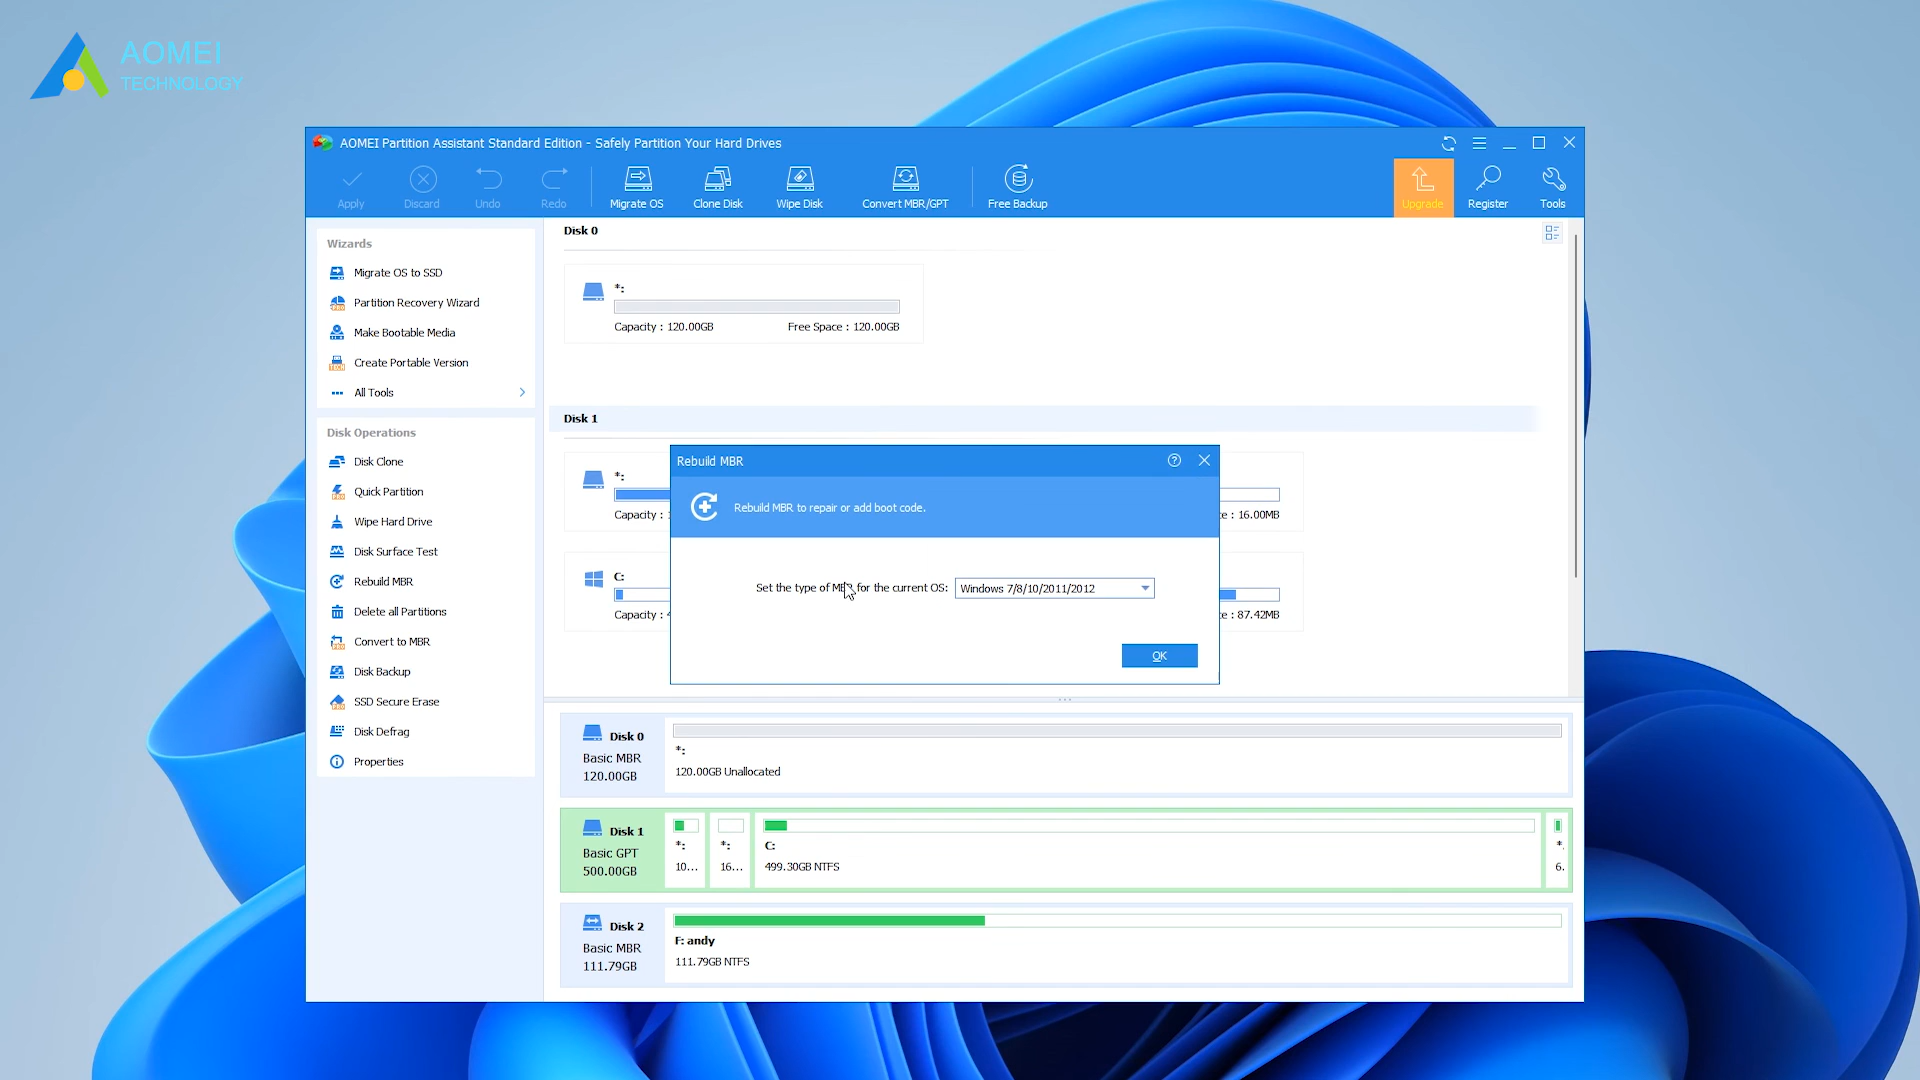 AOMEI
TECHNOLOGY
AOMEI Partition Assistant Standard Edition - Safely Partition Your Hard Drives
Apply
Discard
Undo
Redo
Migrate OS
Clone Disk
Wipe Disk
Convert MBR/GPT
Free Backup
Upgrade
Register
Tools
Wizards
Migrate OS to SSD
Partition Recovery Wizard
Make Bootable Media
Create Portable Version
All Tools
Disk Operations
Disk Clone
Quick Partition
Wipe Hard Drive
Disk Surface Test
Rebuild MBR
Delete all Partitions
Convert to MBR
Disk Backup
SSD Secure Erase
Disk Defrag
Properties
Disk 0
*:
Capacity : 120.00GB Free Space : 120.00GB
Disk 1
*:
Capacity :
: 16.00MB
C:
Capacity :
: 87.42MB
Rebuild MBR
Rebuild MBR to repair or add boot code.
Set the type of MBR for the current OS: Windows 7/8/10/2011/2012
OK
Disk 0
Basic MBR
120.00GB
*:
120.00GB Unallocated
Disk 1
Basic GPT
500.00GB
*:
10...
*:
16...
C:
499.30GB NTFS
*
6.
Disk 2
Basic MBR
111.79GB
F: andy
111.79GB NTFS